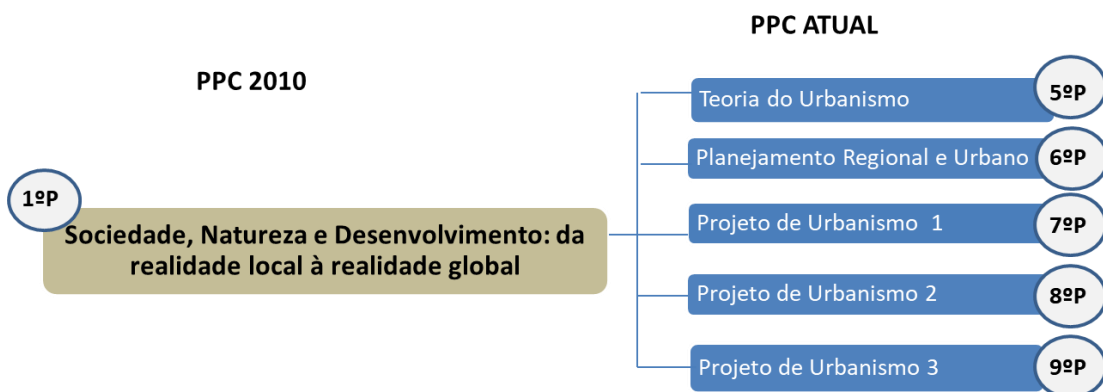 PPC ATUAL
PPC 2010
Teoria do Urbanismo
5ºP
Planejamento Regional e Urbano
6ºP
1ºP
Sociedade, Natureza e Desenvolvimento: da
realidade local à realidade global
Projeto de Urbanismo 1
7ºP
Projeto de Urbanismo 2
8ºP
Projeto de Urbanismo 3
9ºP